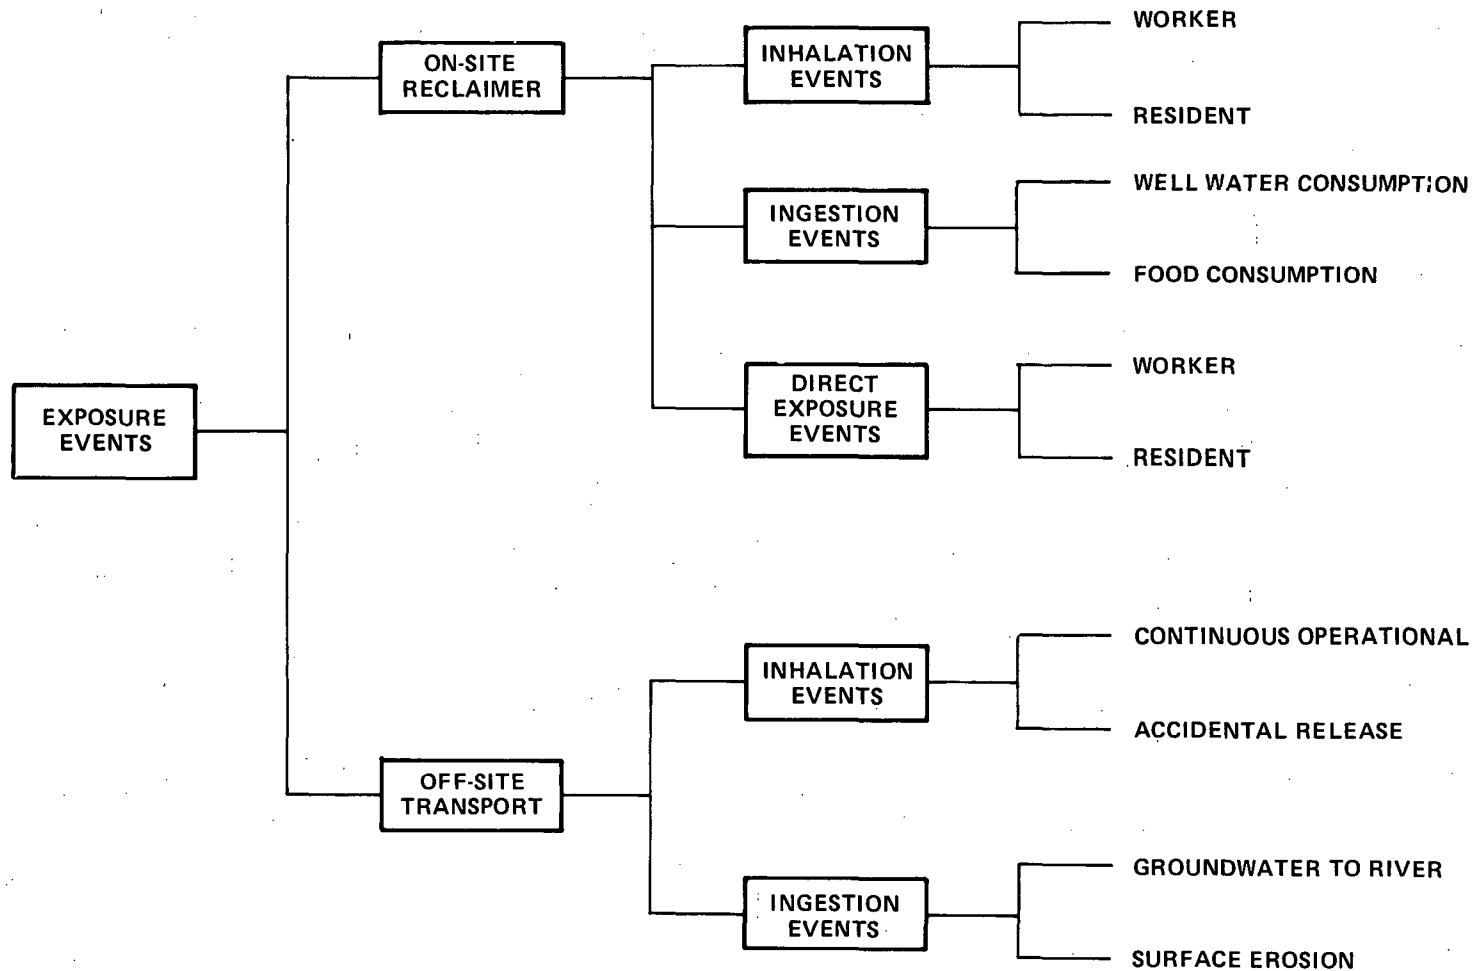 EXPOSURE
EVENTS
ON-SITE
RECLAIMER
INHALATION
EVENTS
WORKER
RESIDENT
INGESTION
EVENTS
WELL WATER CONSUMPTION
FOOD CONSUMPTION
DIRECT
EXPOSURE
EVENTS
WORKER
RESIDENT
OFF-SITE
TRANSPORT
INHALATION
EVENTS
CONTINUOUS OPERATIONAL
ACCIDENTAL RELEASE
INGESTION
EVENTS
GROUNDWATER TO RIVER
SURFACE EROSION